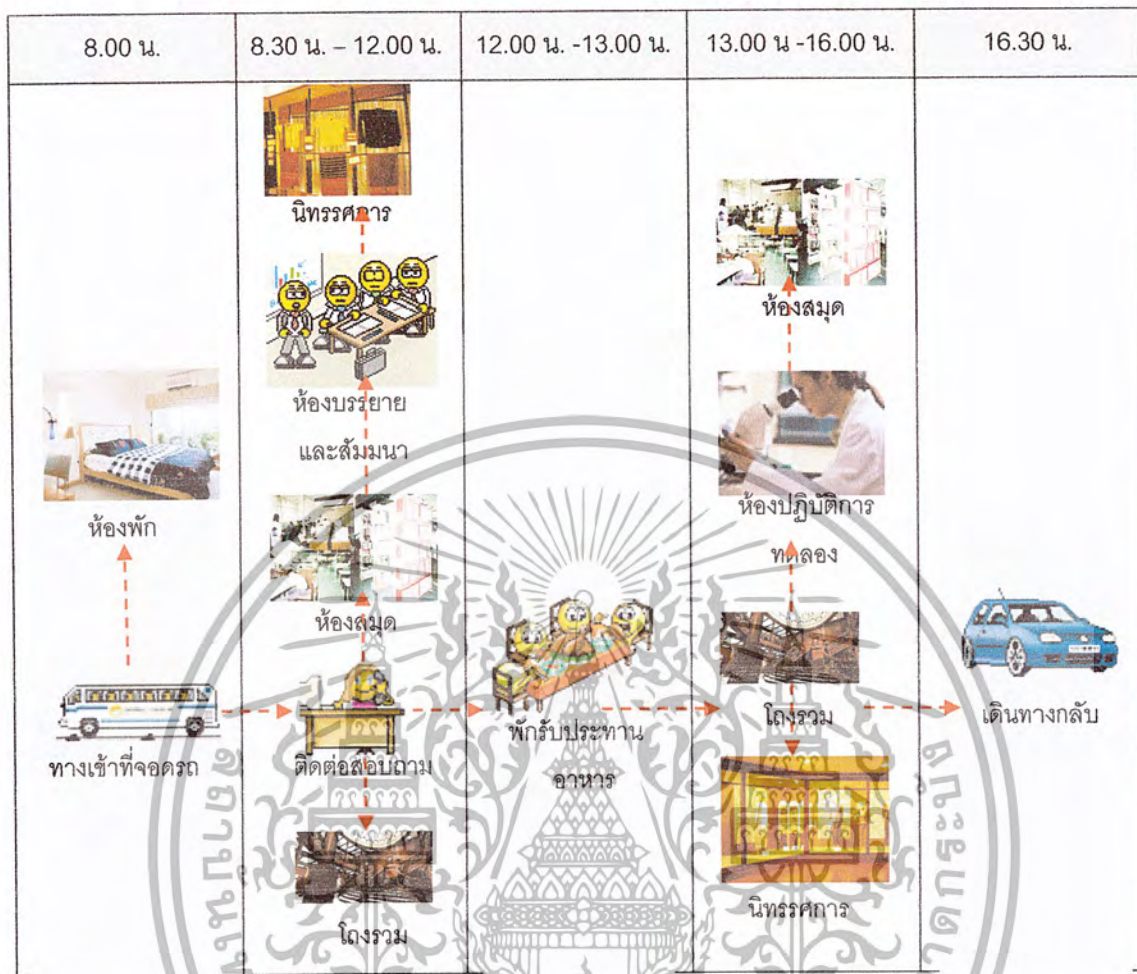 8.00 น.
8.30 น. – 12.00 น.
12.00 น. -13.00 น.
13.00 น -16.00 น.
16.30 น.
ห้องพัก
ทางเข้าที่จอดรถ
นิทรรศการ
ห้องบรรยาย
และสัมมนา
ห้องสมุด
ติดต่อสอบถาม
โถงรวม
พักรับประทาน
อาหาร
ห้องสมุด
ห้องปฏิบัติการ
ทดลอง
โถงรวม
นิทรรศการ
เดินทางกลับ